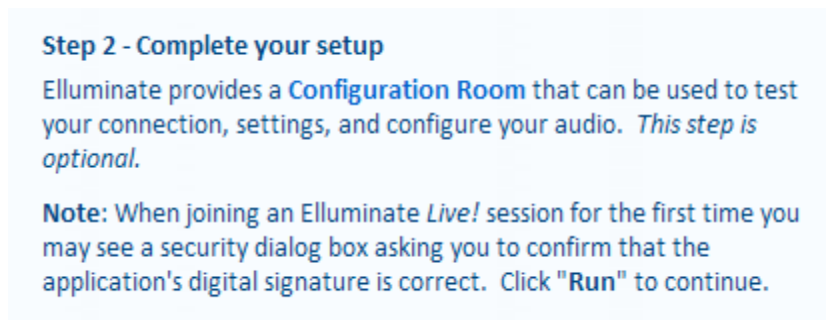 Step 2 - Complete your setup
Elluminate provides a Configuration Room that can be used to test
your connection, settings, and configure your audio.  This step is
optional.
Note: When joining an Elluminate Live! session for the first time you
may see a security dialog box asking you to confirm that the
application's digital signature is correct.  Click "Run" to continue.